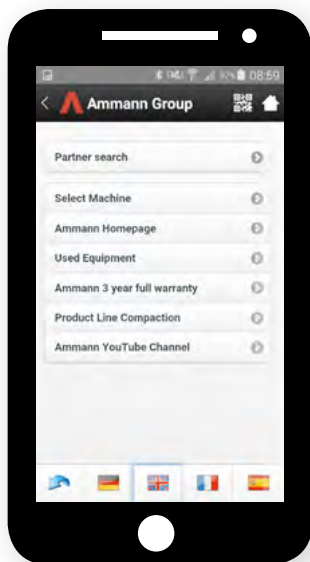 08:59
Ammann Group
Partner search
Select Machine
Ammann Homepage
Used Equipment
Ammann 3 year full warranty
Product Line Compaction
Ammann YouTube Channel